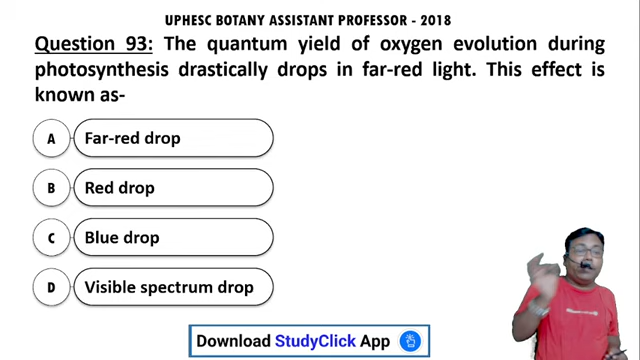 UPHESC BOTANY ASSISTANT PROFESSOR - 2018
Question 93: The quantum yield of oxygen evolution during
photosynthesis drastically drops in far-red light. This effect is
known as-
A Far-red drop
B Red drop
C Blue drop
D Visible spectrum drop
Download StudyClick App